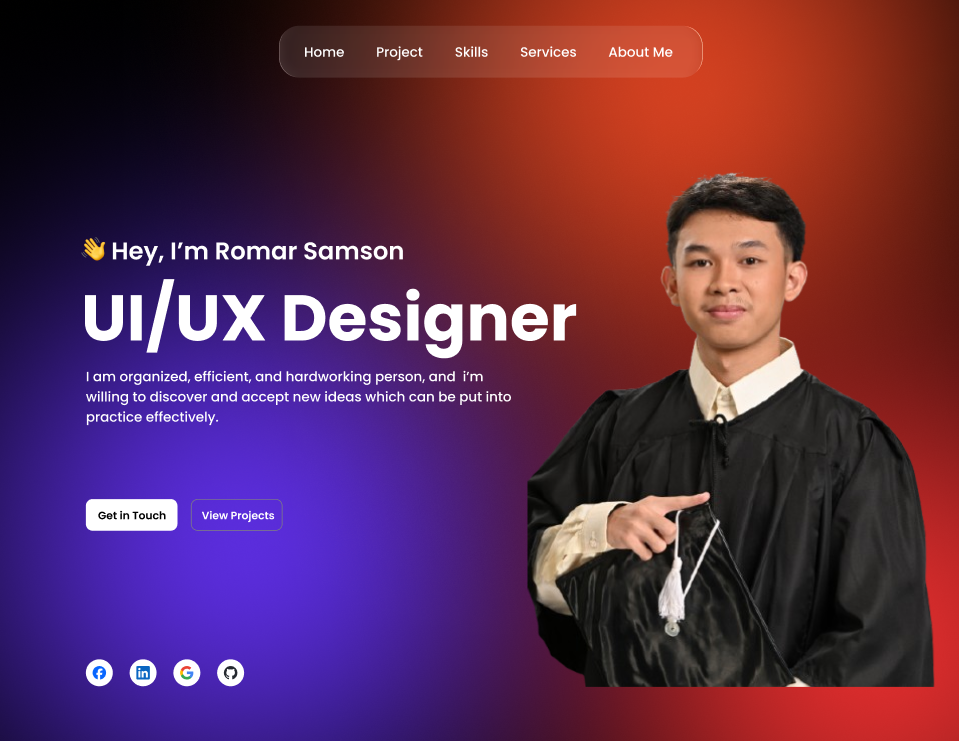 Home Project Skills Services About Me
👋 Hey, I’m Romar Samson
UI/UX Designer
I am organized, efficient, and hardworking person, and  i’m
willing to discover and accept new ideas which can be put into
practice effectively.
Get in Touch View Projects